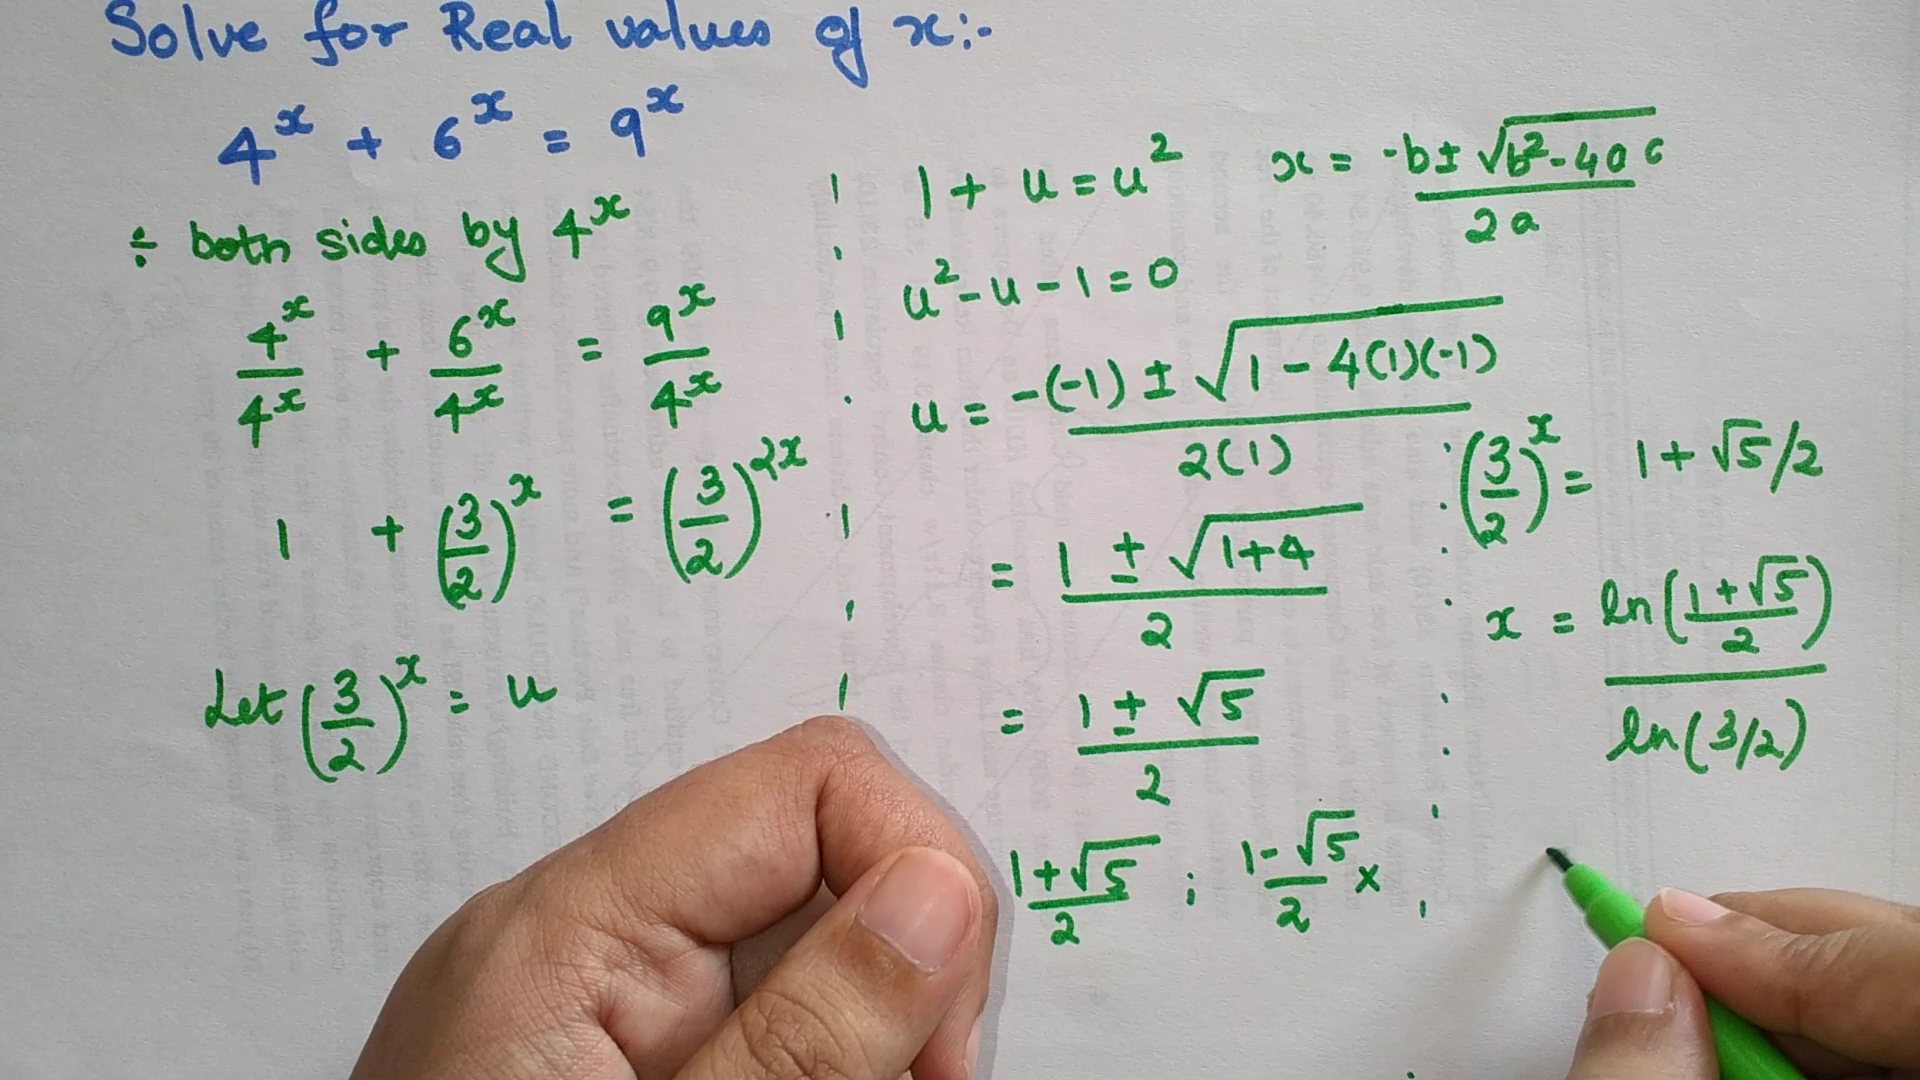 Solve for Real values of x:-
4^x + 6^x = 9^x
÷ both sides by 4^x
4^x/4^x + 6^x/4^x = 9^x/4^x
1 + (3/2)^x = (3/2)^2x
Let (3/2)^x = u
1 + u = u^2
x = -b ± √(b^2 - 4ac) / 2a
u^2 - u - 1 = 0
u = -(-1) ± √(1 - 4(1)(-1)) / 2(1)
= 1 ± √(1+4) / 2
= 1 ± √5 / 2
1+√5/2 ; 1-√5/2 ×
(3/2)^x = 1 + √5/2
x = ln(1+√5/2) / ln(3/2)